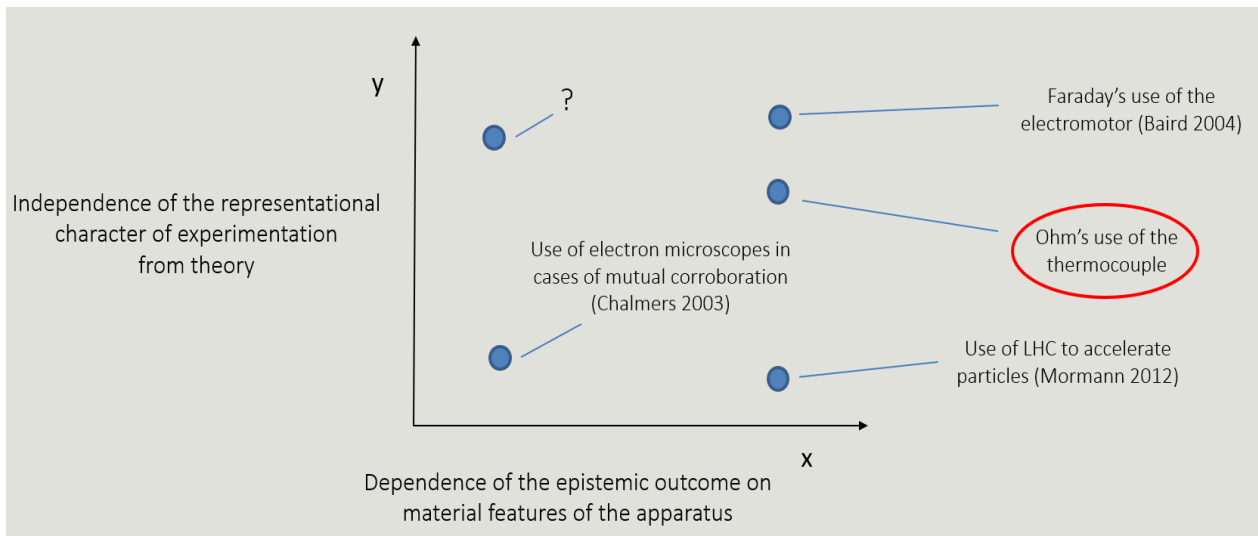 y
?
Faraday’s use of the
electromotor (Baird 2004)
Independence of the representational
character of experimentation
from theory
Use of electron microscopes in
cases of mutual corroboration
(Chalmers 2003)
Ohm’s use of the
thermocouple
Use of LHC to accelerate
particles (Mormann 2012)
x
Dependence of the epistemic outcome on
material features of the apparatus